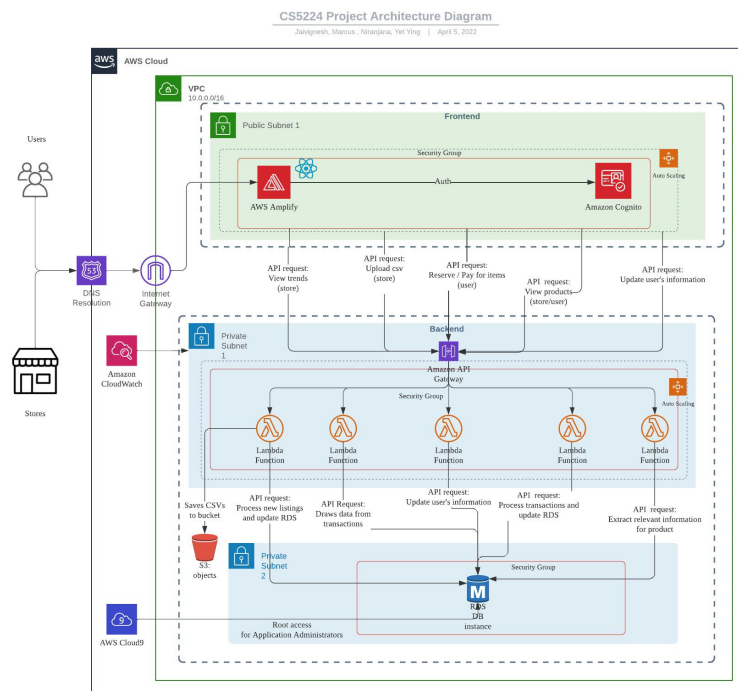 CS5224 Project Architecture Diagram
Jaivignesh, Marcus , Niranjana, Yet Ying | April 5, 2022
aws
AWS Cloud
VPC
10.0.0.0/16
Frontend
Public Subnet 1
Users
Security Group
Auto Scaling
Auth
AWS Amplify
Amazon Cognito
53
DNS
Resolution
Internet
Gateway
API request:
View trends
(store)
API request:
Upload csv
(store)
API request:
Reserve / Pay for items
(user)
API request:
View products
(store/user)
API request:
Update user's information
Backend
Private
Subnet
1
Amazon
CloudWatch
Stores
Amazon API
Gateway
Security Group
Auto Scaling
Lambda
Function
Lambda
Function
Lambda
Function
Lambda
Function
Lambda
Function
Saves CSVs
to bucket
API request:
Process new listings
and update RDS
API Request:
Draws data from
transactions
API request:
Update user's information
API request:
Process transactions and
update RDS
API request:
Extract relevant information
for product
S3:
objects
Private
Subnet
2
Security Group
M
RDS
DB
instance
9
AWS Cloud9
Root access
for Application Administrators